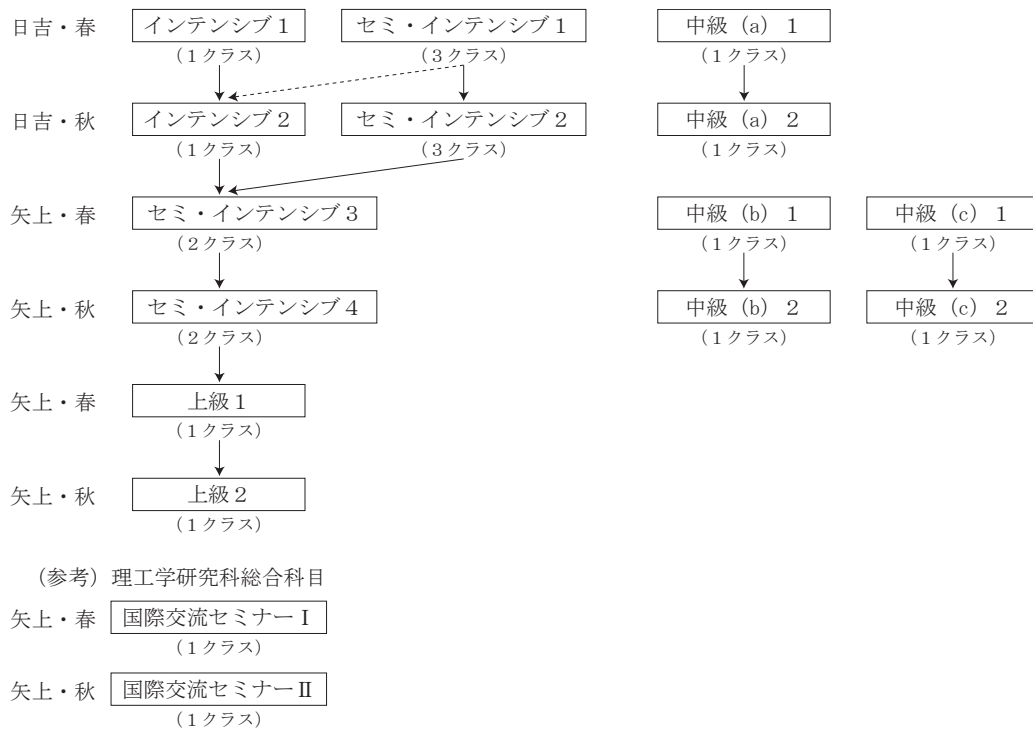 日吉・春 インテンシブ1 セミ・インテンシブ1 中級（a）1
（1クラス） （3クラス） （1クラス）
日吉・秋 インテンシブ2 セミ・インテンシブ2 中級（a）2
（1クラス） （3クラス） （1クラス）
矢上・春 セミ・インテンシブ3 中級（b）1 中級（c）1
（2クラス） （1クラス） （1クラス）
矢上・秋 セミ・インテンシブ4 中級（b）2 中級（c）2
（2クラス） （1クラス） （1クラス）
矢上・春 上級1
（1クラス）
矢上・秋 上級2
（1クラス）
（参考）理工学研究科総合科目
矢上・春 国際交流セミナーⅠ
（1クラス）
矢上・秋 国際交流セミナーⅡ
（1クラス）